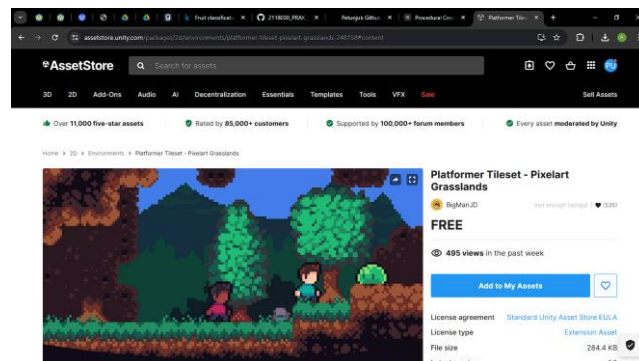 Fruit classificati
2118030_PRAK
Petunjuk Github
Procedural Con
Platformer Tiles
assetstore.unity.com/packages/2d/environments/platformer-tileset-pixelart-grasslands-248158#content
AssetStore
Search for assets
PU
3D 2D Add-Ons Audio AI Decentralization Essentials Templates Tools VFX Sale Sell Assets
Over 11,000 five-star assets Rated by 85,000+ customers Supported by 100,000+ forum members Every asset moderated by Unity
Home > 2D > Environments > Platformer Tileset - Pixelart Grasslands
Platformer Tileset - Pixelart
Grasslands
BigManJD (not enough ratings) (535)
FREE
495 views in the past week
Add to My Assets
License agreement Standard Unity Asset Store EULA
License type Extension Asset
File size 284.4 KB